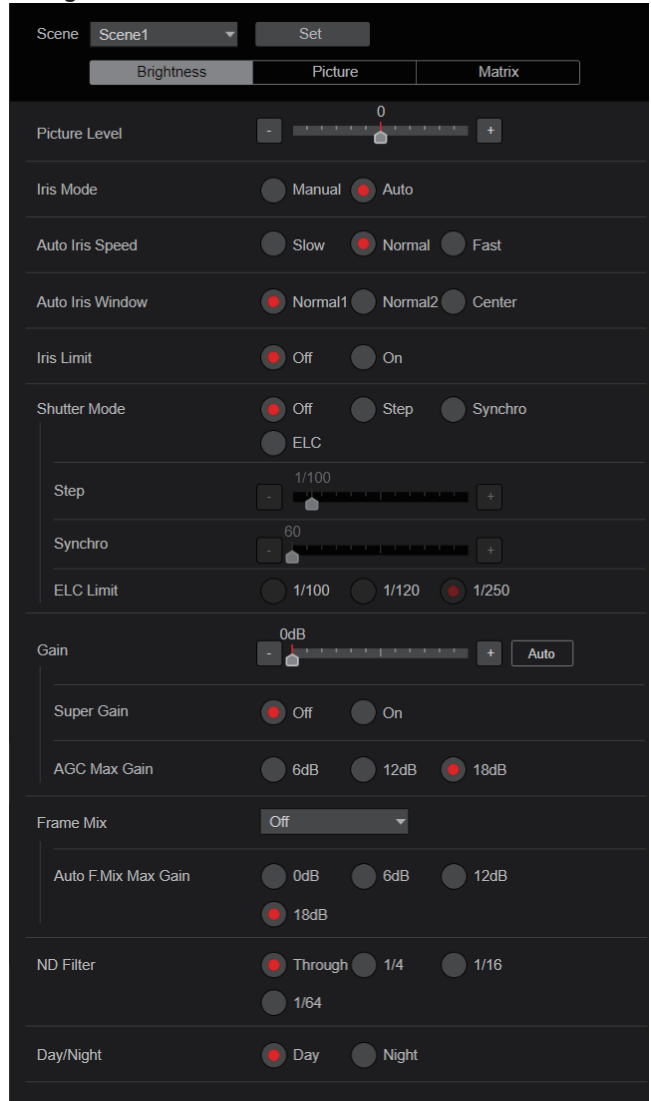 Scene Scene1 Set
Brightness Picture Matrix
0
Picture Level - +
Iris Mode Manual Auto
Auto Iris Speed Slow Normal Fast
Auto Iris Window Normal1 Normal2 Center
Iris Limit Off On
Shutter Mode Off Step Synchro
ELC
1/100
Step - +
60
Synchro - +
ELC Limit 1/100 1/120 1/250
0dB
Gain - + Auto
Super Gain Off On
AGC Max Gain 6dB 12dB 18dB
Frame Mix Off
Auto F.Mix Max Gain 0dB 6dB 12dB
18dB
ND Filter Through 1/4 1/16
1/64
Day/Night Day Night